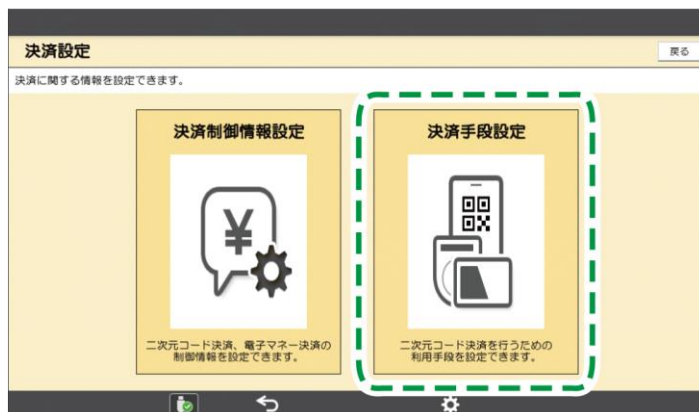 決済設定
戻る
決済に関する情報を設定できます。
決済制御情報設定
二次元コード決済、電子マネー決済の
制御情報を設定できます。
決済手段設定
二次元コード決済を行うための
利用手段を設定できます。